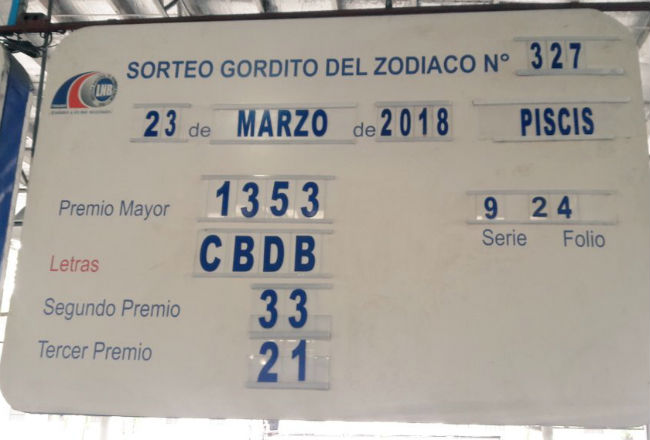 SORTEO GORDITO DEL ZODIACO N° 327
LNB
23 de MARZO de 2018 PISCIS
Premio Mayor 1353 9 24
Serie Folio
Letras CBDB
Segundo Premio 33
Tercer Premio 21